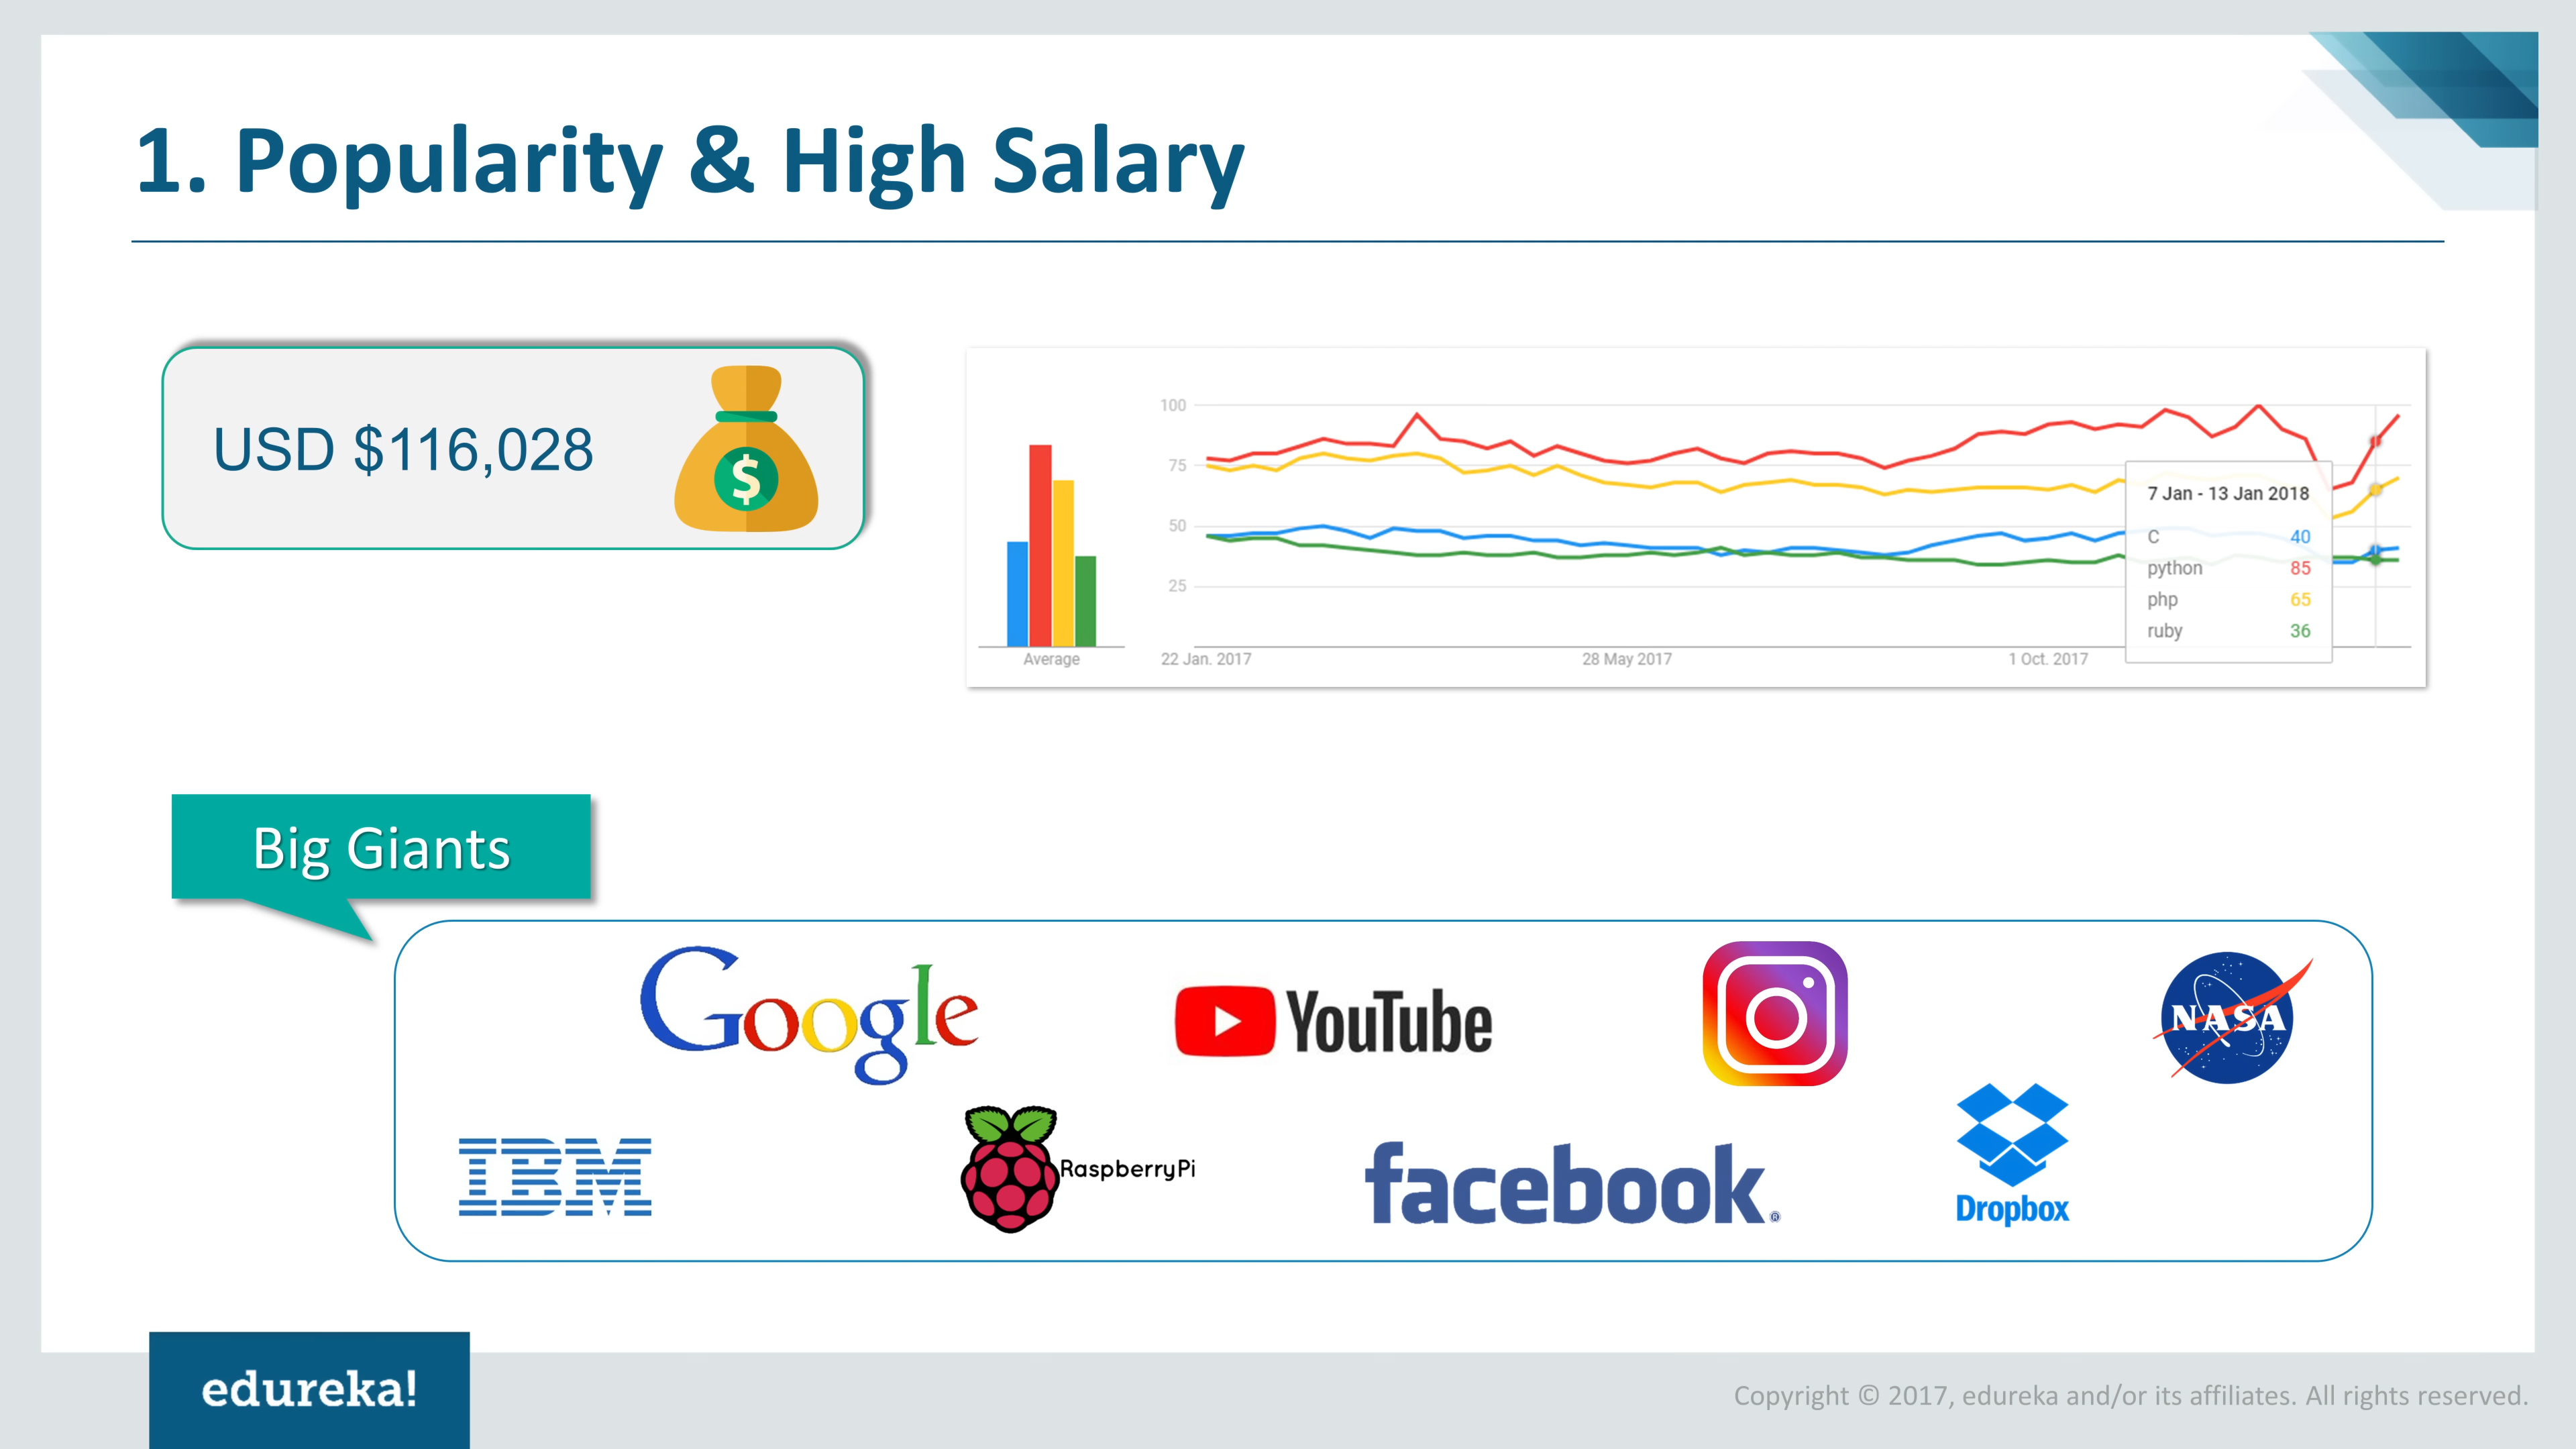 1. Popularity & High Salary
USD $116,028
$
100
75
50
25
Average
22 Jan. 2017
28 May 2017
1 Oct. 2017
7 Jan - 13 Jan 2018
C 40
python 85
php 65
ruby 36
Big Giants
Google
YouTube
NASA
IBM
RaspberryPi
facebook®
Dropbox
edureka!
Copyright © 2017, edureka and/or its affiliates. All rights reserved.